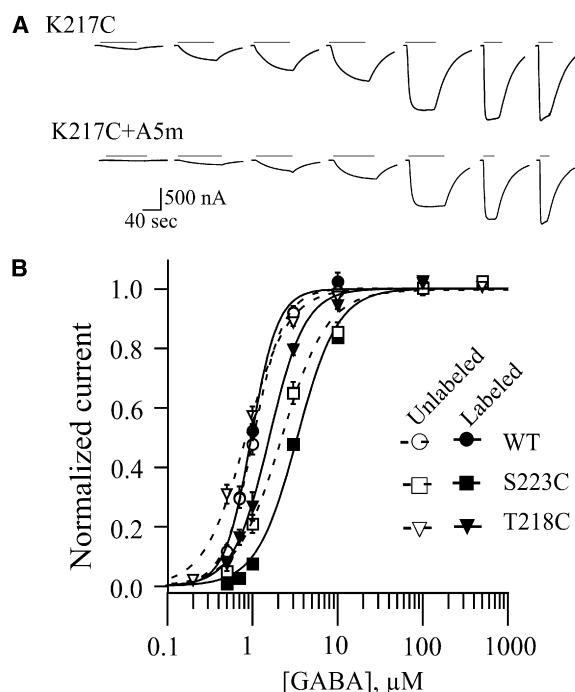 A
K217C
K217C+A5m
500 nA
40 sec
B
Normalized current
1.0
0.8
0.6
0.4
0.2
0.0
0.1
1
10
100
1000
[GABA], μM
Unlabeled
Labeled
WT
S223C
T218C